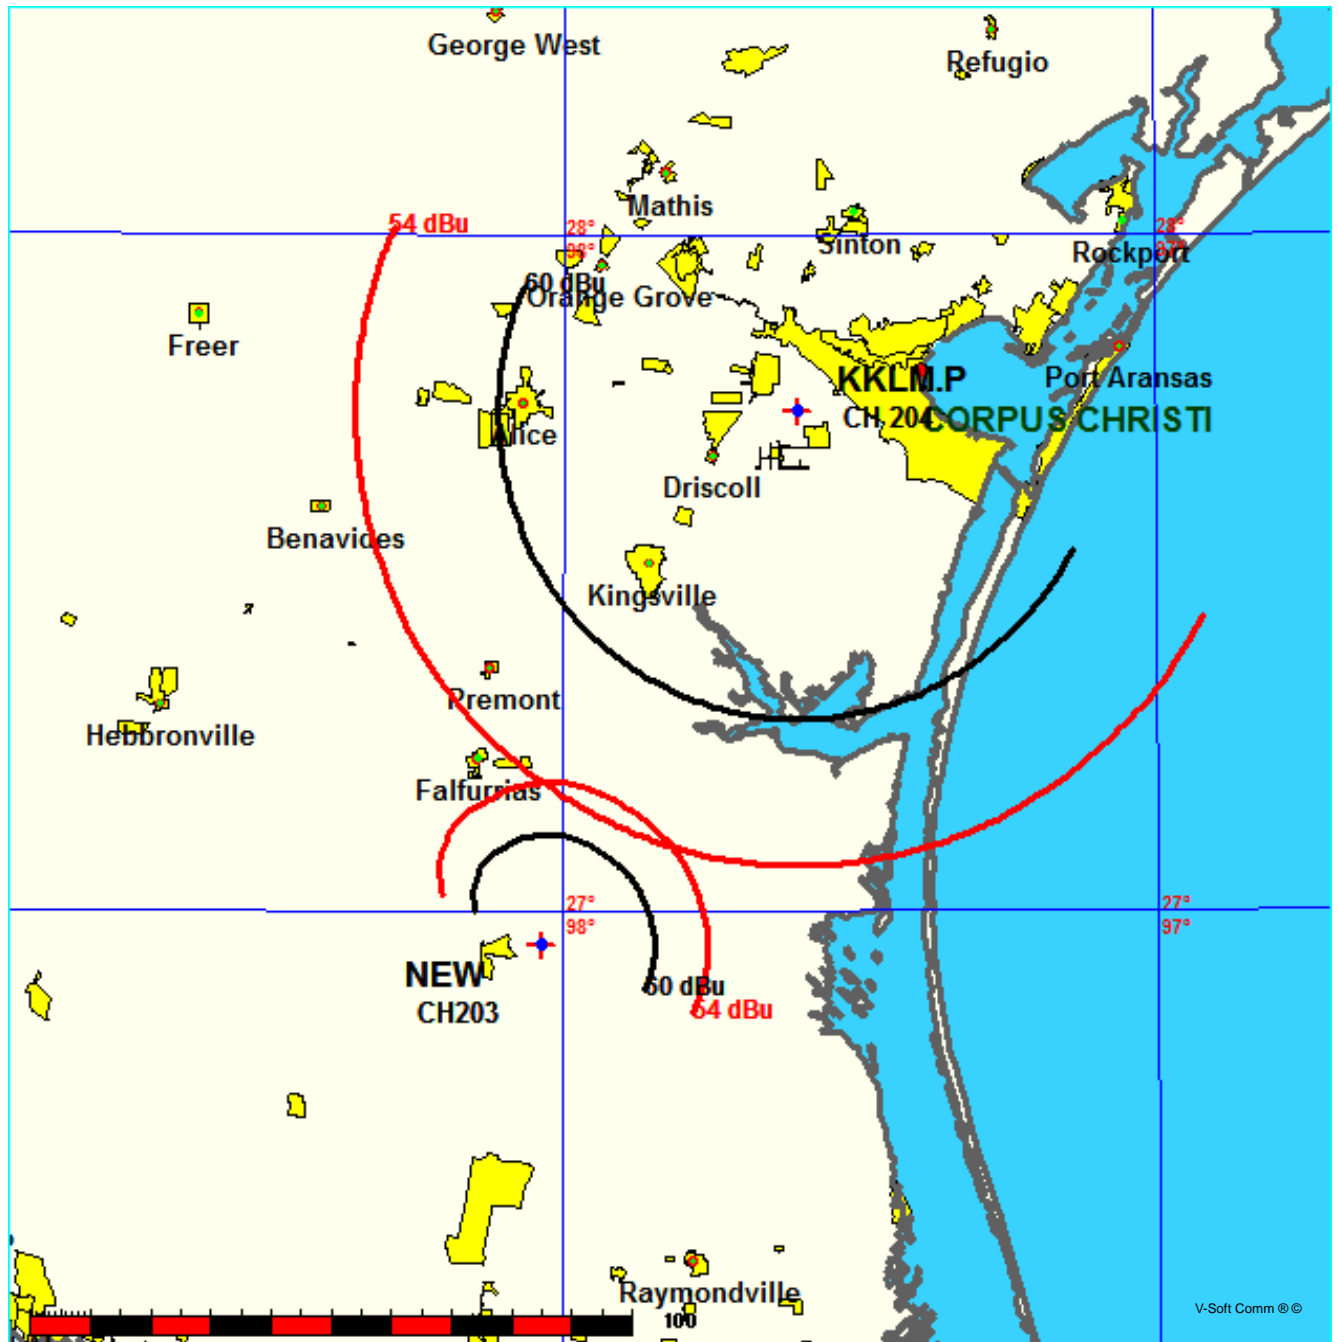 George West
Refugio
Mathis
54 dBu
28°
98°
Sinton
28°
97°
Rockport
60 dBu
Orange Grove
Freer
KKLM.P
Port Aransas
CH 204
CORPUS CHRISTI
Alice
Driscoll
Benavides
Kingsville
Premont
Hebbronville
Falfurrias
27°
98°
27°
97°
NEW
60 dBu
CH203
54 dBu
Raymondville
100
V-Soft Comm ® ©